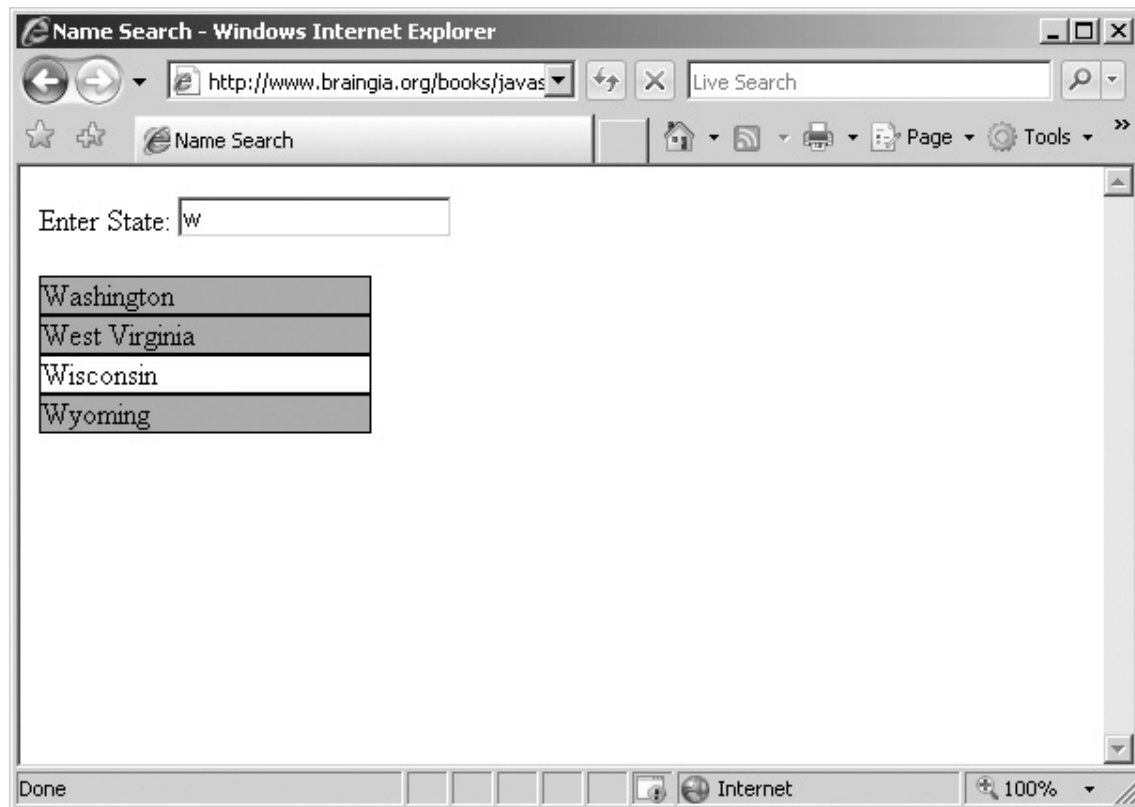 Name Search - Windows Internet Explorer
http://www.braingia.org/books/javas
Live Search
Name Search
Page
Tools
»
Enter State: w
Washington
West Virginia
Wisconsin
Wyoming
Done
Internet
100%